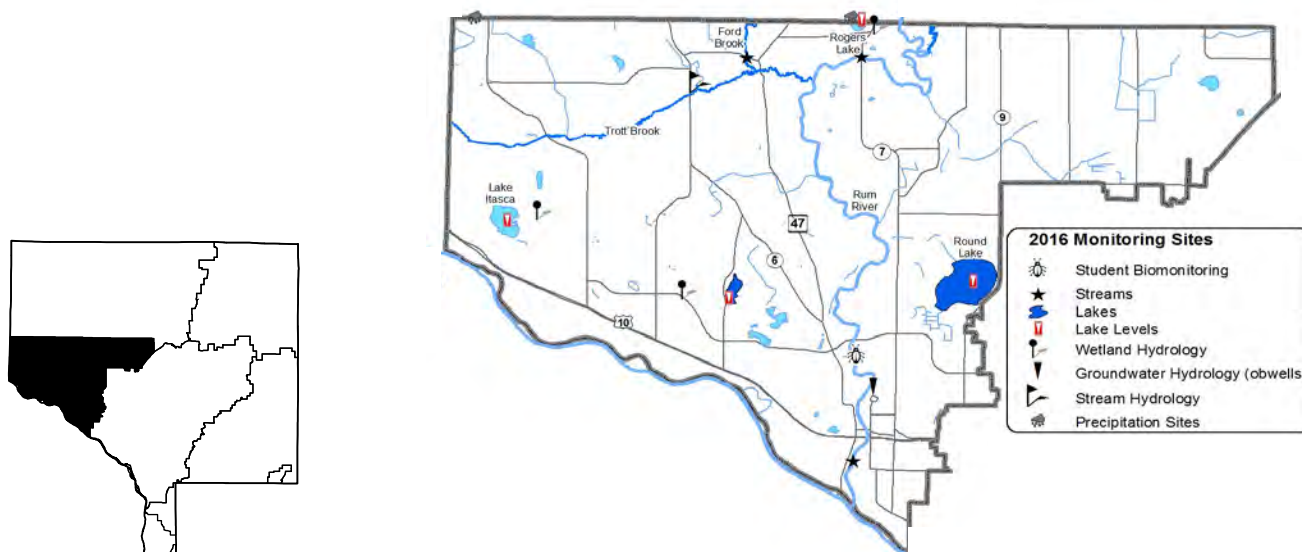 Ford
Brook
Rogers
Lake
Trott Brook
9
7
Lake
Itasca
Rum
River
47
6
Round
Lake
10
2016 Monitoring Sites
Student Biomonitoring
Streams
Lakes
Lake Levels
Wetland Hydrology
Groundwater Hydrology (obwells
Stream Hydrology
Precipitation Sites